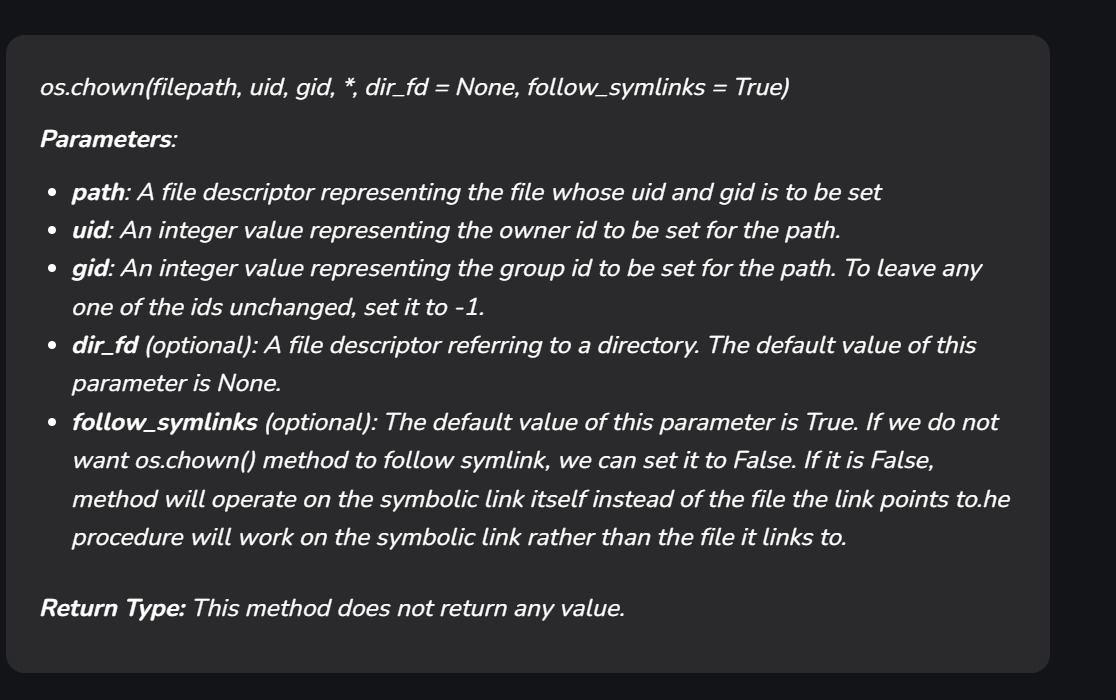 os.chown(filepath, uid, gid, *, dir_fd = None, follow_symlinks = True)
Parameters:
• path: A file descriptor representing the file whose uid and gid is to be set
• uid: An integer value representing the owner id to be set for the path.
• gid: An integer value representing the group id to be set for the path. To leave any
one of the ids unchanged, set it to -1.
• dir_fd (optional): A file descriptor referring to a directory. The default value of this
parameter is None.
• follow_symlinks (optional): The default value of this parameter is True. If we do not
want os.chown() method to follow symlink, we can set it to False. If it is False,
method will operate on the symbolic link itself instead of the file the link points to.he
procedure will work on the symbolic link rather than the file it links to.
Return Type: This method does not return any value.